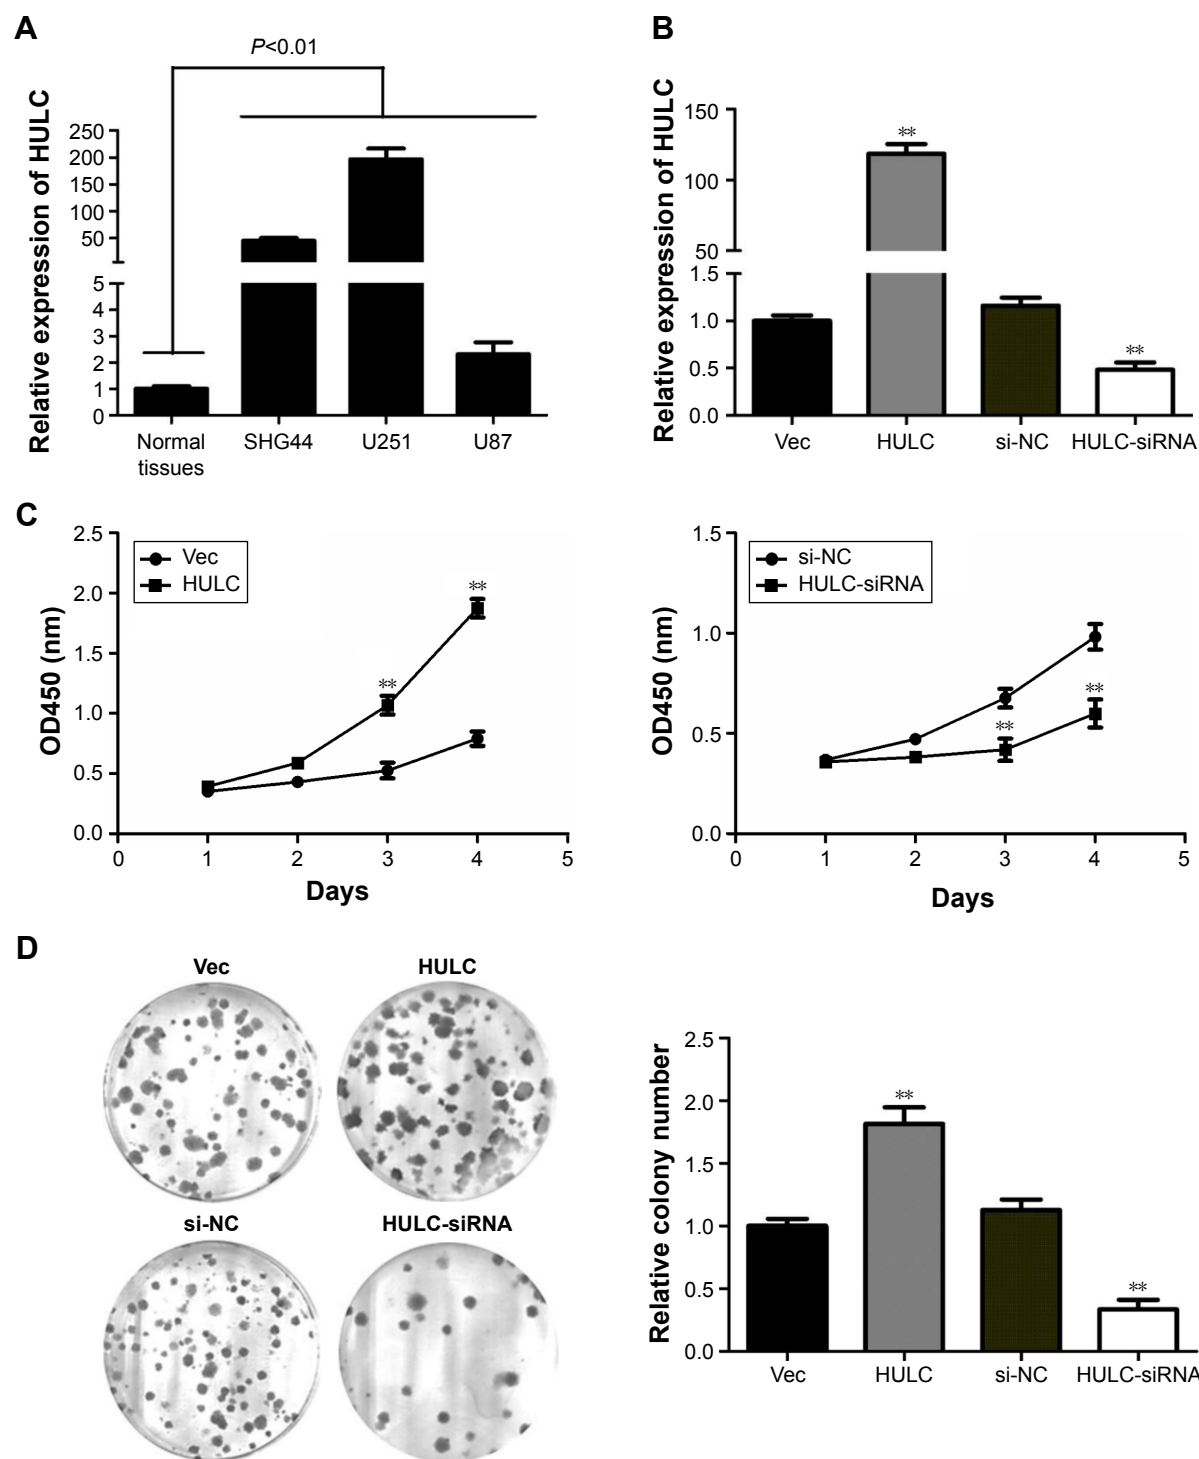 A
P<0.01
Relative expression of HULC
250
200
150
100
50
5
4
3
2
1
0
Normal tissues
SHG44
U251
U87
B
Relative expression of HULC
150
100
50
1.5
1.0
0.5
0.0
**
**
Vec
HULC
si-NC
HULC-siRNA
C
OD450 (nm)
2.5
2.0
1.5
1.0
0.5
0.0
Vec
HULC
**
**
0 1 2 3 4 5
Days
OD450 (nm)
1.5
1.0
0.5
0.0
si-NC
HULC-siRNA
**
**
0 1 2 3 4 5
Days
D
Vec
HULC
si-NC
HULC-siRNA
Relative colony number
2.5
2.0
1.5
1.0
0.5
0.0
**
**
Vec
HULC
si-NC
HULC-siRNA